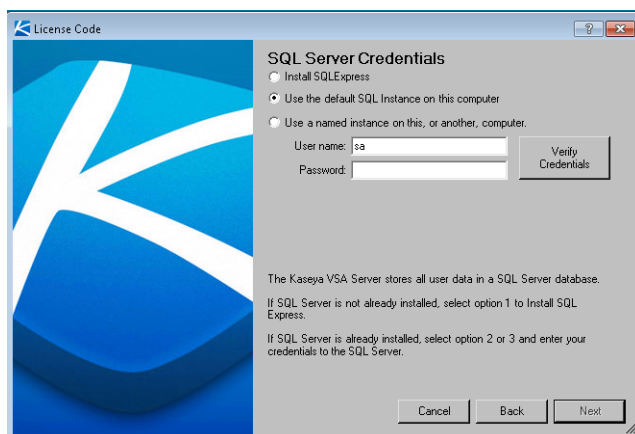 License Code
SQL Server Credentials
Install SQLExpress
Use the default SQL Instance on this computer
Use a named instance on this, or another, computer.
User name: sa
Password:
Verify
Credentials
The Kaseya VSA Server stores all user data in a SQL Server database.
If SQL Server is not already installed, select option 1 to Install SQL
Express.
If SQL Server is already installed, select option 2 or 3 and enter your
credentials to the SQL Server.
Cancel Back Next